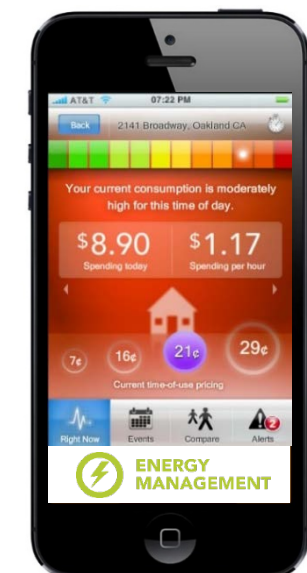 AT&T 07:22 PM
Back 2141 Broadway, Oakland CA
Your current consumption is moderately
high for this time of day.
$8.90 $1.17
Spending today Spending per hour
7¢ 16¢ 21¢ 29¢
Current time-of-use pricing
2
Right Now Events Compare Alerts
ENERGY
MANAGEMENT